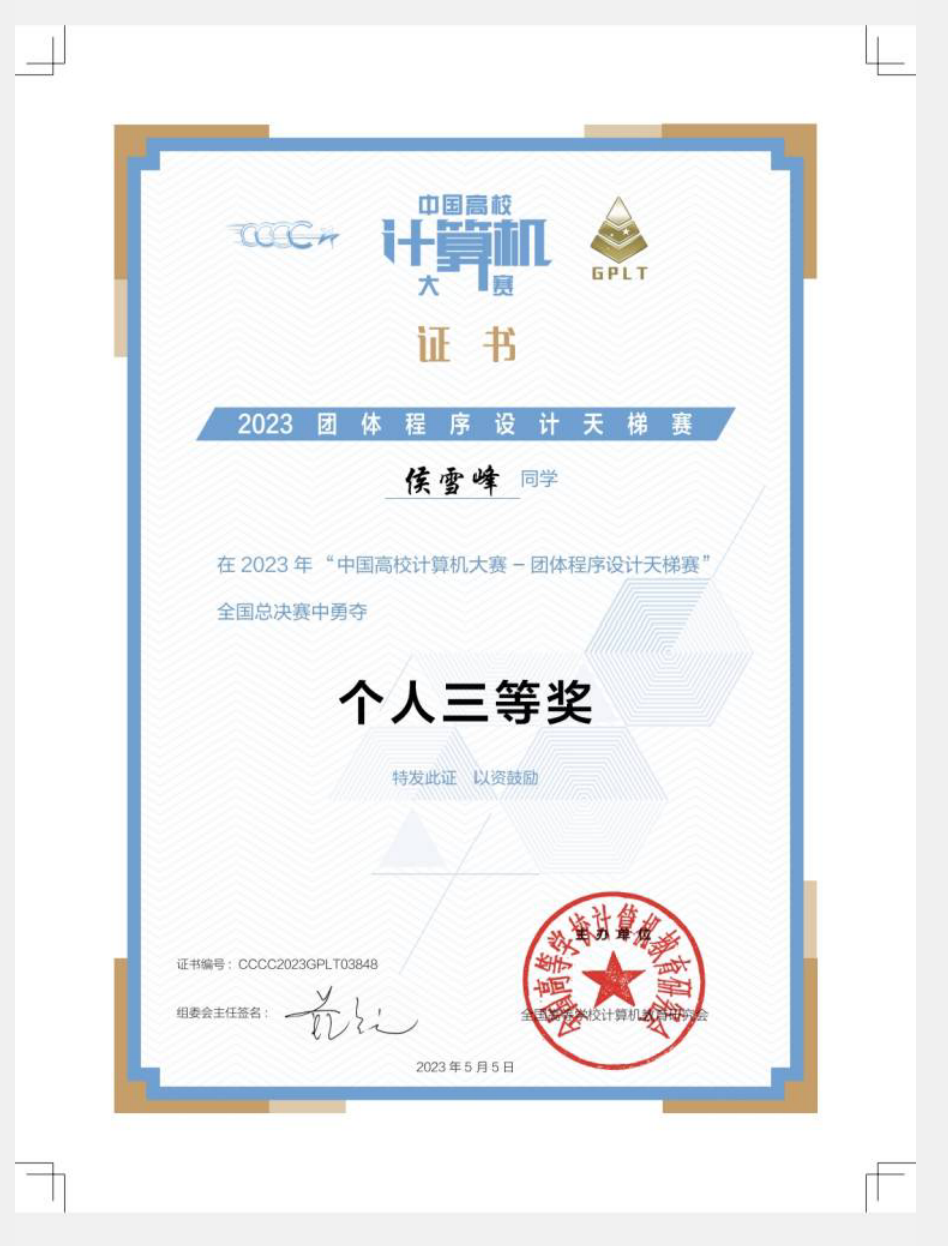 CCCC
中国高校
计算机
大赛
GPLT
证书
2023 团体程序设计天梯赛
侯雪峰 同学
在 2023 年“中国高校计算机大赛 – 团体程序设计天梯赛”
全国总决赛中勇夺
个人三等奖
特发此证 以资鼓励
主办单位
全国高等学校计算机教育研究会
证书编号：CCCC2023GPLT03848
组委会主任签名：
全国高等学校计算机教育研究会
2023 年 5 月 5 日